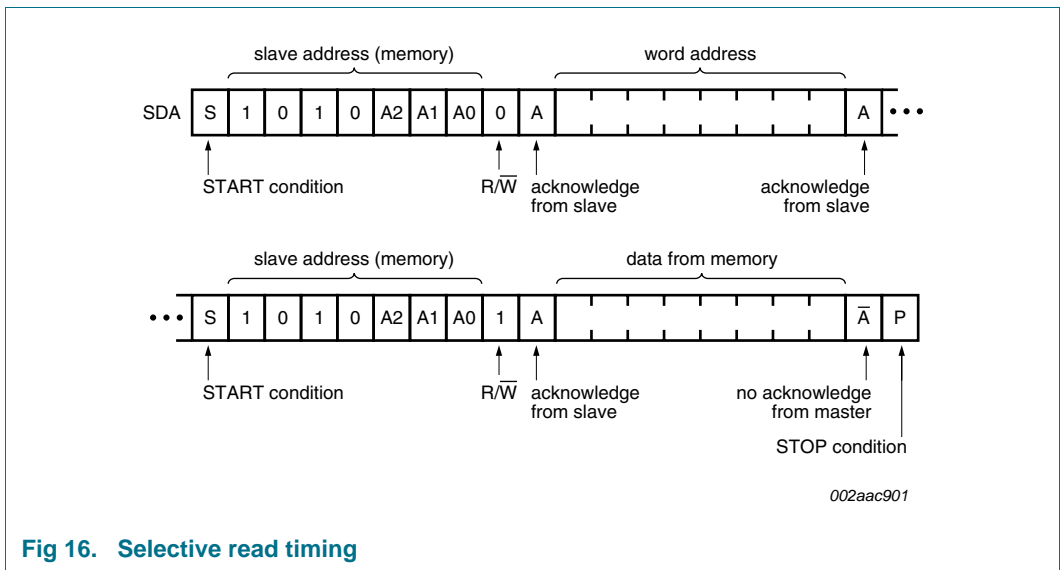 slave address (memory) word address
SDA S 1 0 1 0 A2 A1 A0 0 A A •••
START condition R/W̅ acknowledge from slave acknowledge from slave
slave address (memory) data from memory
••• S 1 0 1 0 A2 A1 A0 1 A A̅ P
START condition R/W̅ acknowledge from slave no acknowledge from master
STOP condition
002aac901
Fig 16. Selective read timing